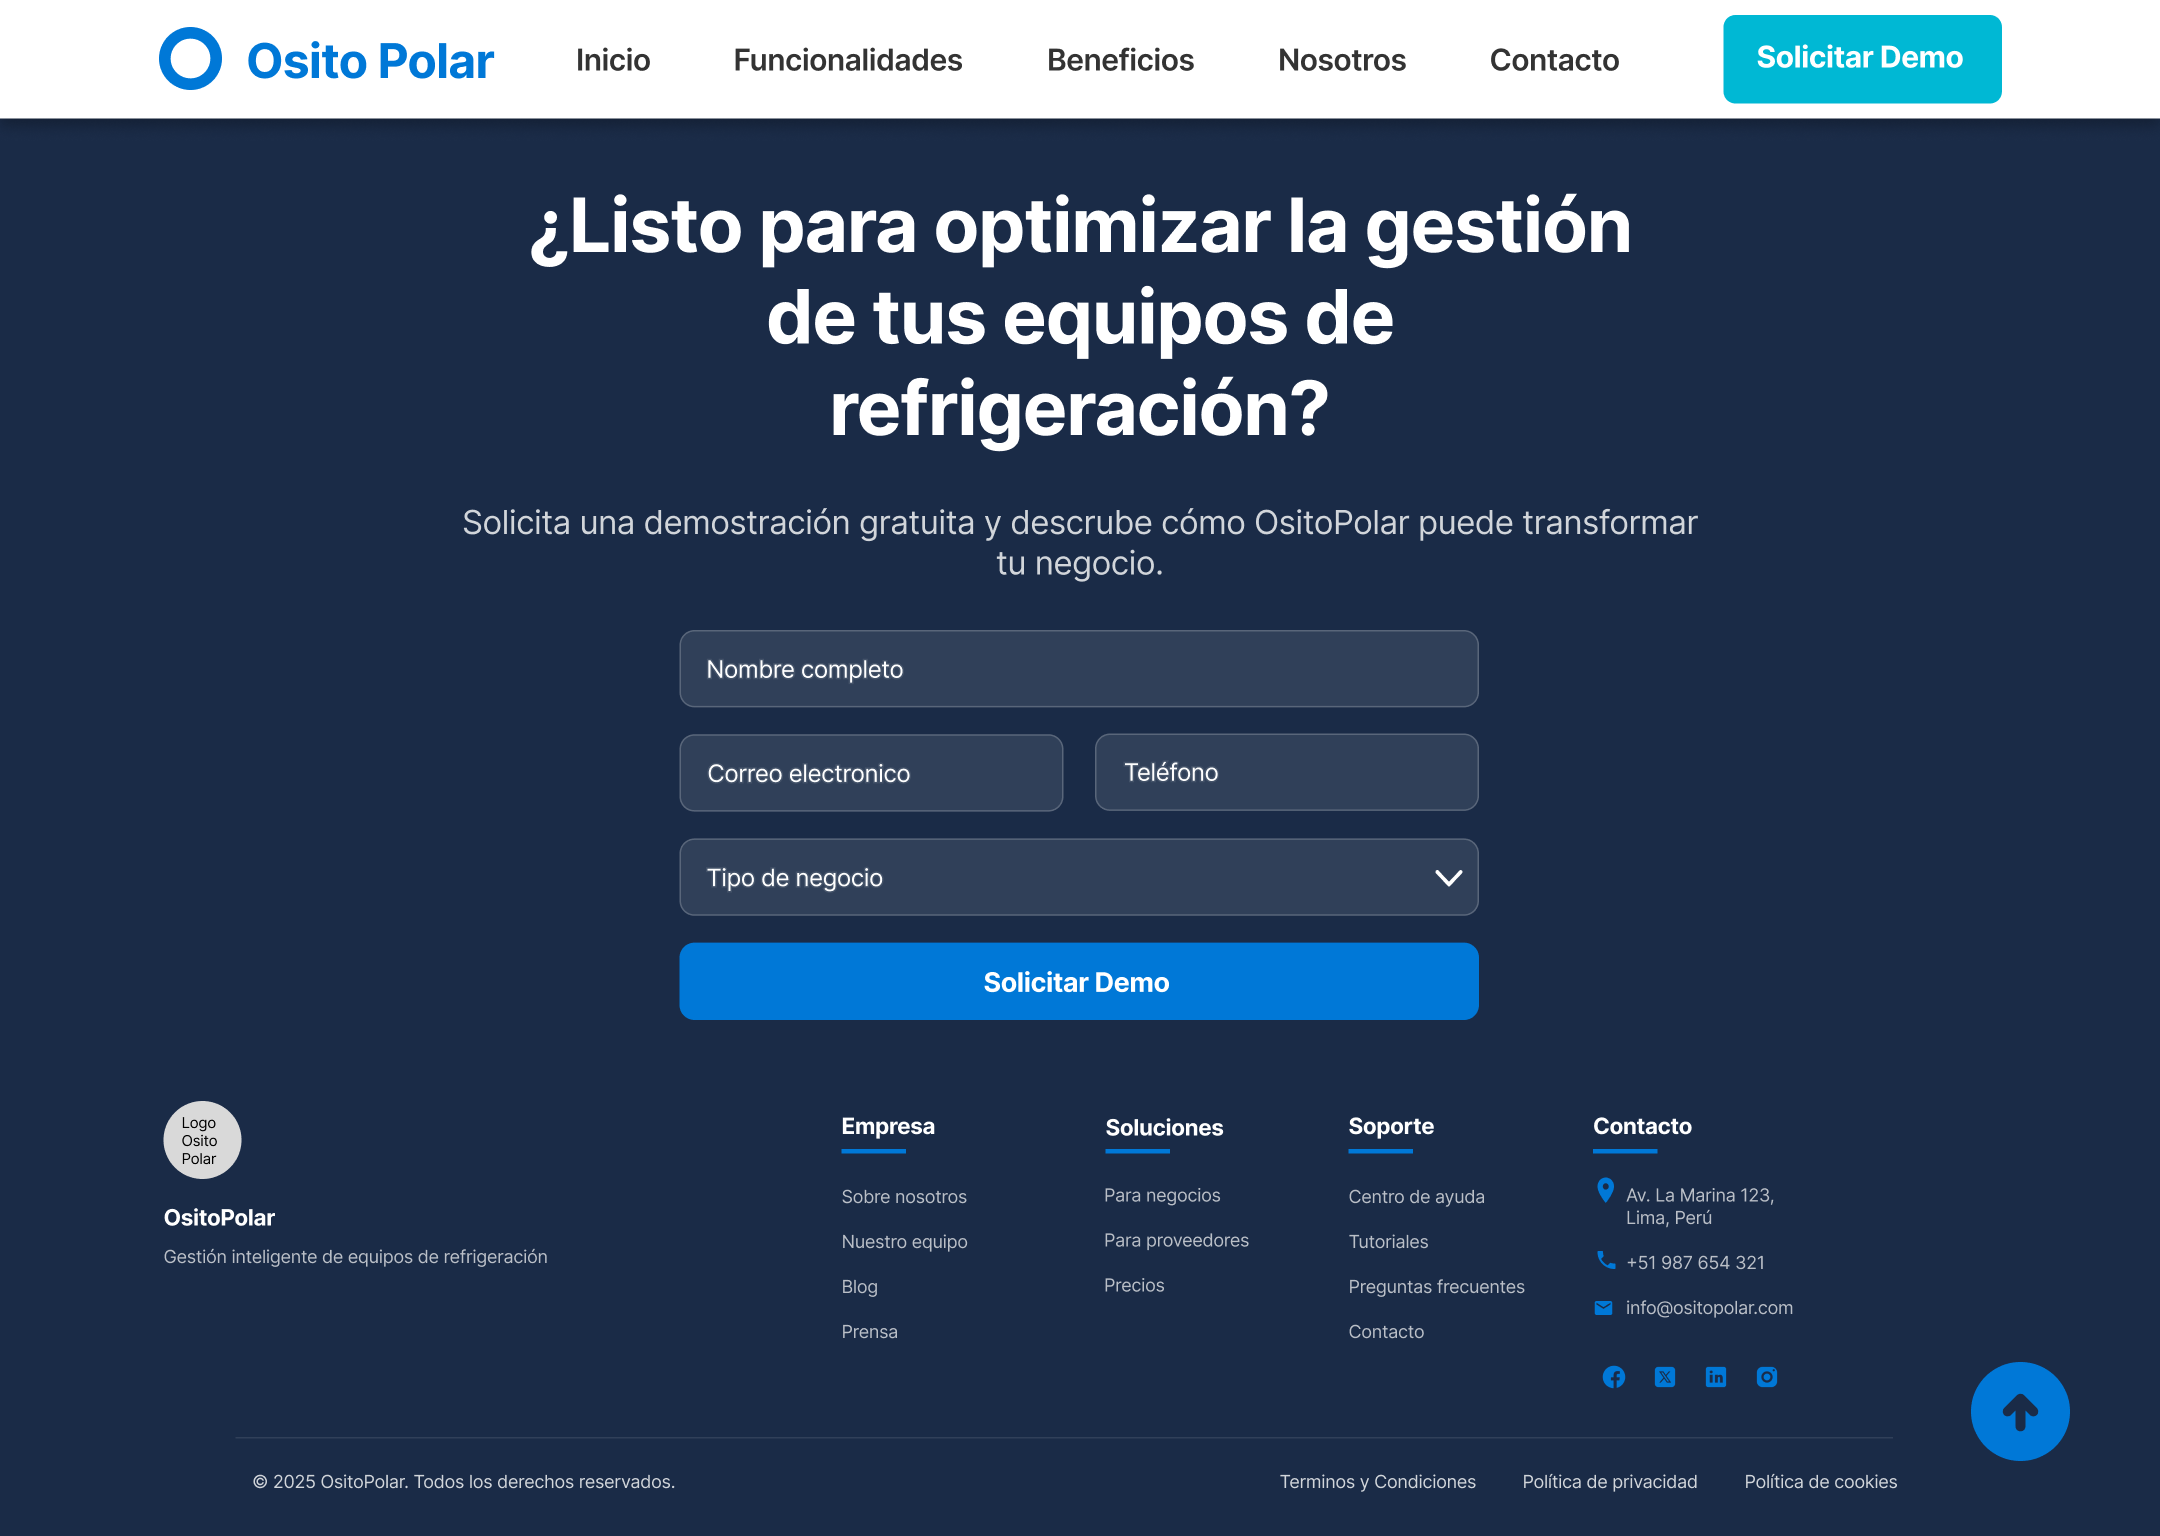 Osito Polar
Inicio
Funcionalidades
Beneficios
Nosotros
Contacto
Solicitar Demo
¿Listo para optimizar la gestión
de tus equipos de
refrigeración?
Solicita una demostración gratuita y descrube cómo OsitoPolar puede transformar
tu negocio.
Nombre completo
Correo electronico
Teléfono
Tipo de negocio
Solicitar Demo
Logo
Osito
Polar
OsitoPolar
Gestión inteligente de equipos de refrigeración
Empresa
Sobre nosotros
Nuestro equipo
Blog
Prensa
Soluciones
Para negocios
Para proveedores
Precios
Soporte
Centro de ayuda
Tutoriales
Preguntas frecuentes
Contacto
Contacto
Av. La Marina 123,
Lima, Perú
+51 987 654 321
info@ositopolar.com
© 2025 OsitoPolar. Todos los derechos reservados.
Terminos y Condiciones
Política de privacidad
Política de cookies